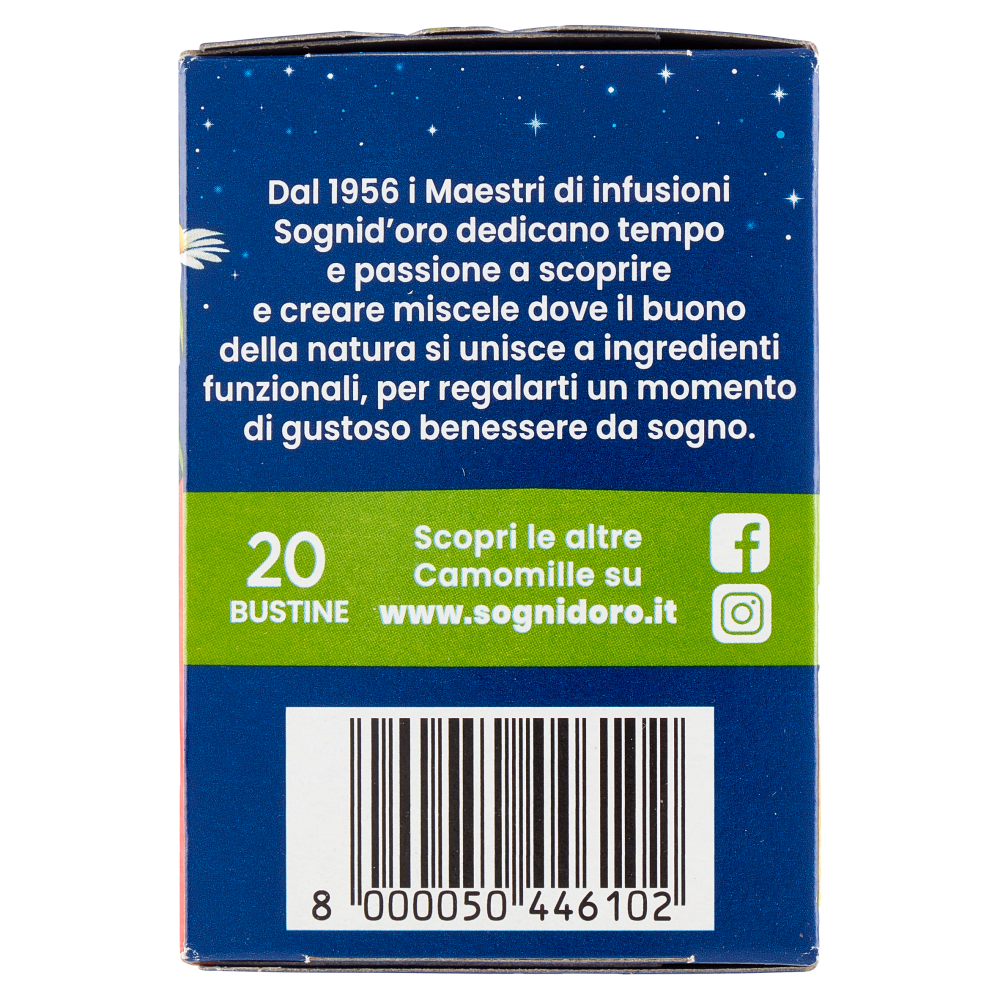 Dal 1956 i Maestri di infusioni
Sognid'oro dedicano tempo
e passione a scoprire
e creare miscele dove il buono
della natura si unisce a ingredienti
funzionali, per regalarti un momento
di gustoso benessere da sogno.
20
BUSTINE
Scopri le altre
Camomille su
www.sognidoro.it
8 000050 446102